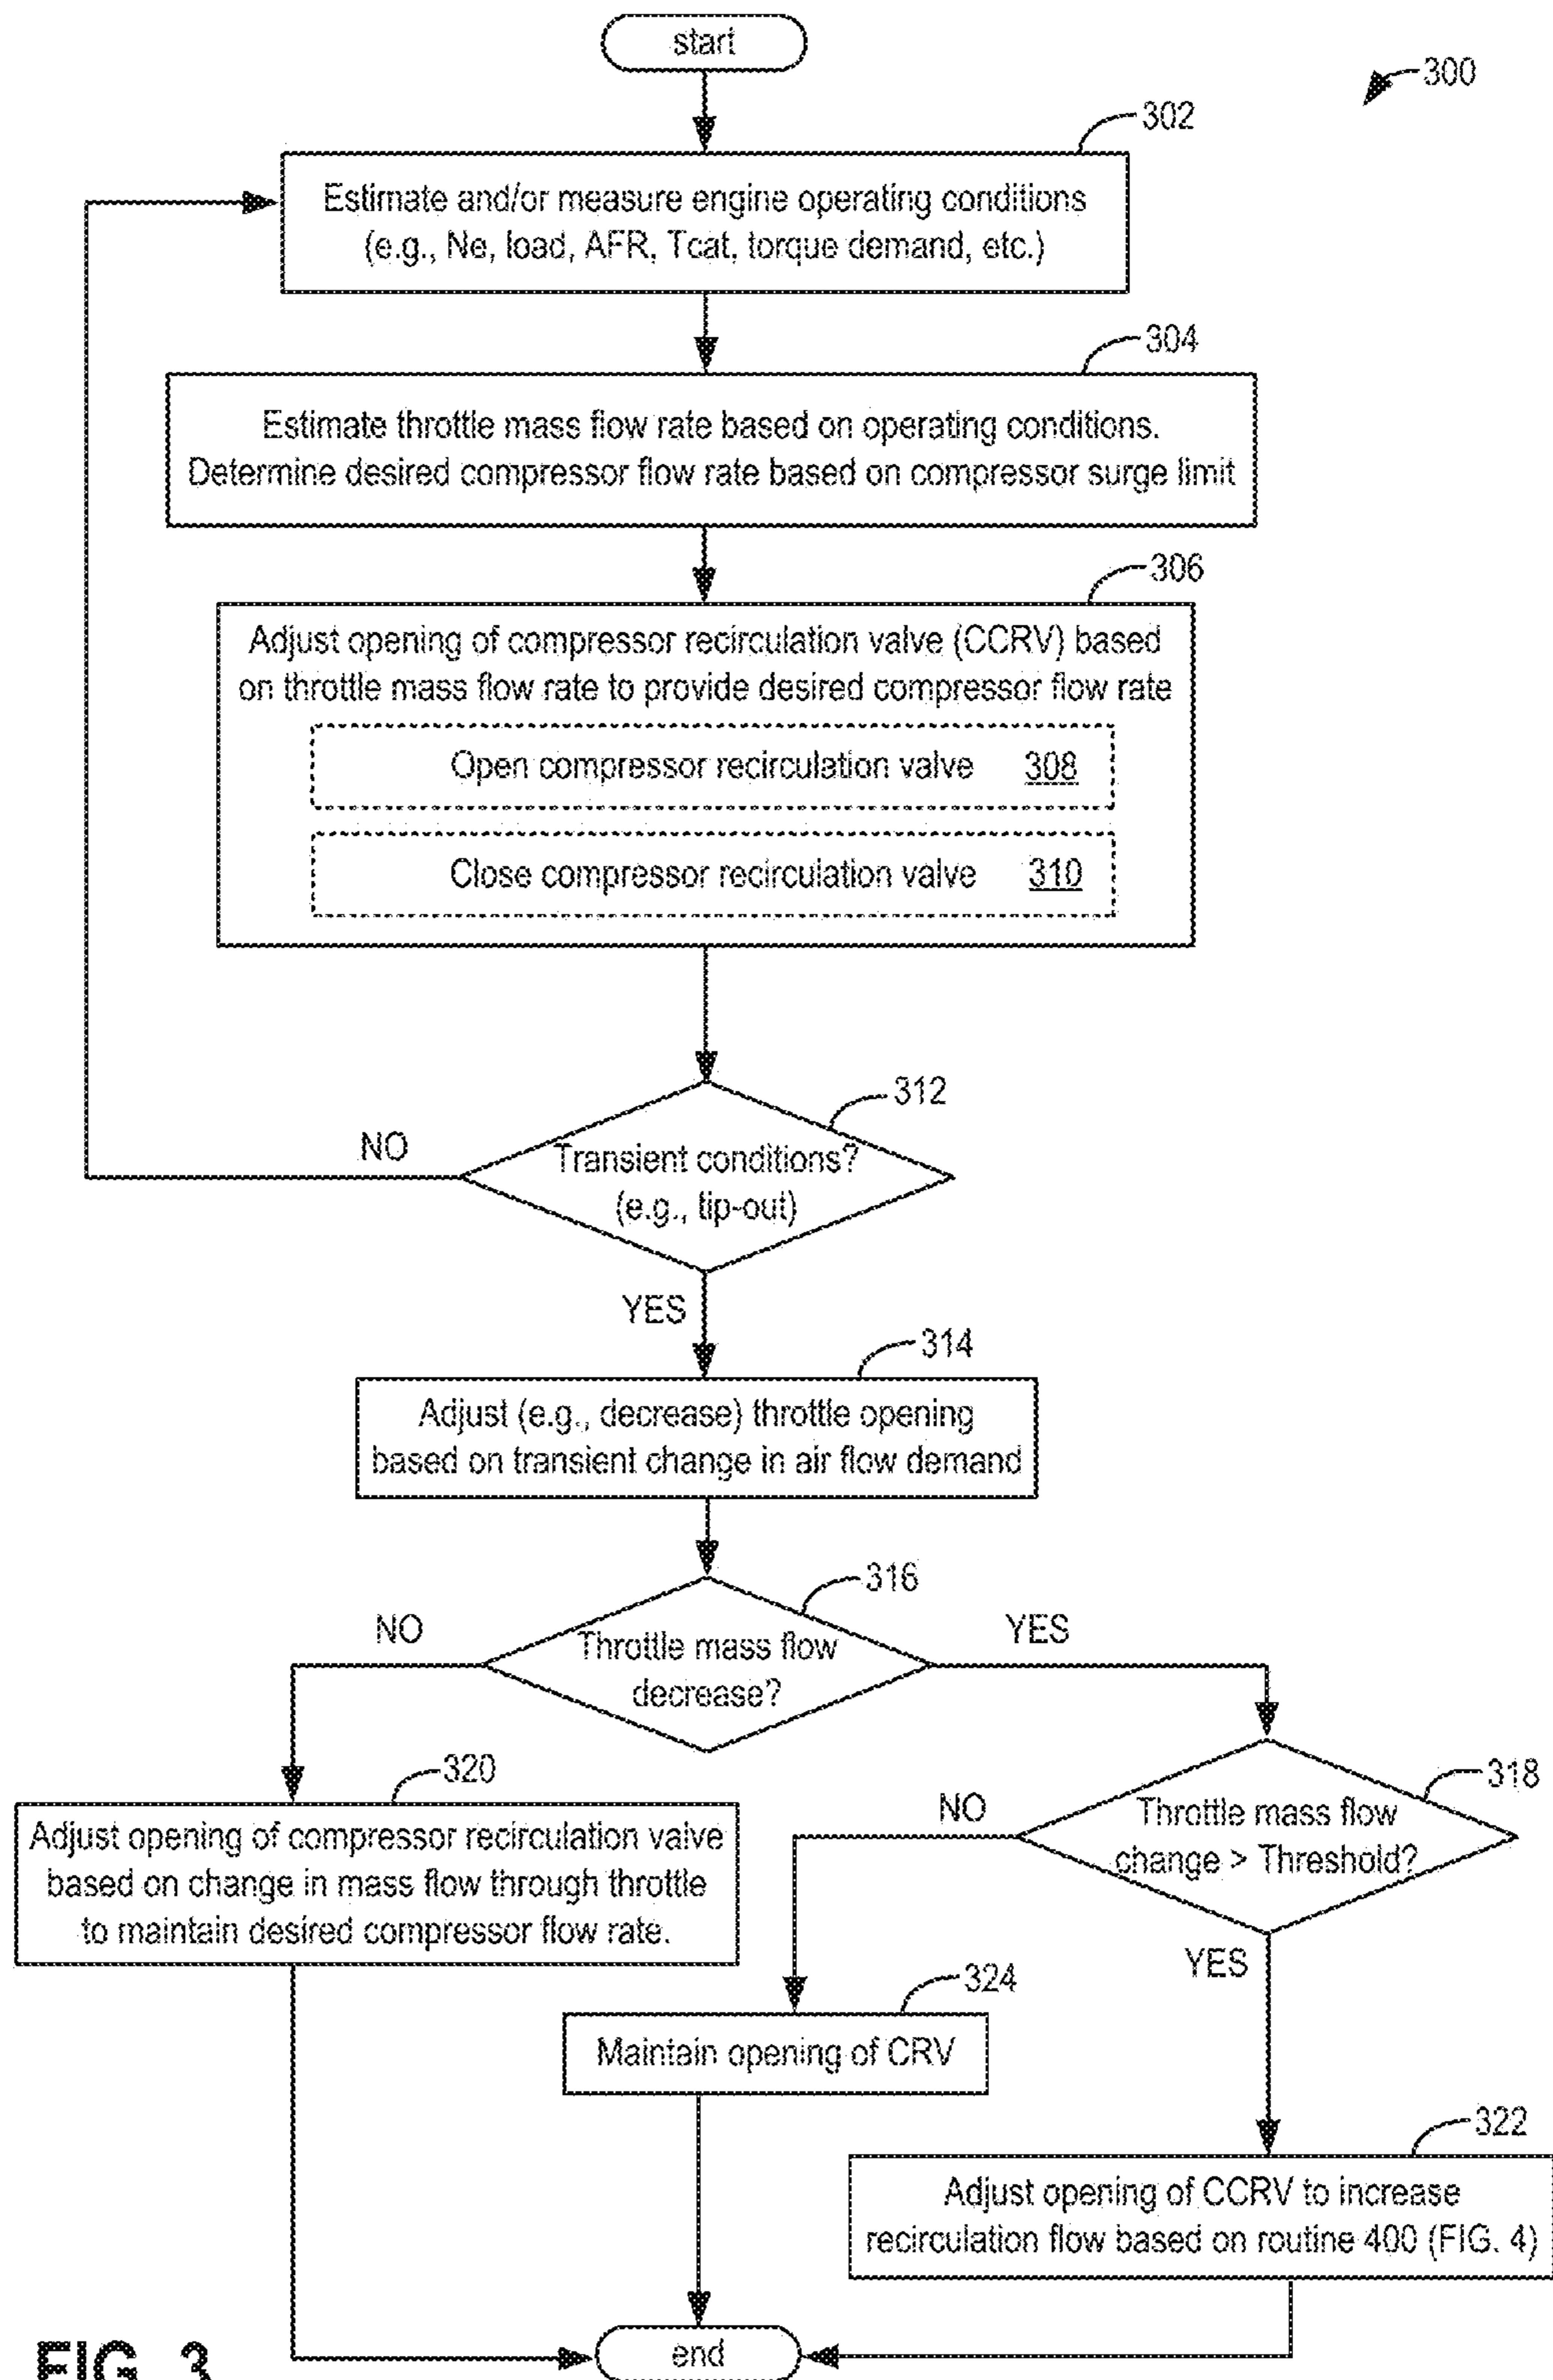 start
300
302
Estimate and/or measure engine operating conditions
(e.g., Ne, load, AFR, Tcat, torque demand, etc.)
304
Estimate throttle mass flow rate based on operating conditions.
Determine desired compressor flow rate based on compressor surge limit
306
Adjust opening of compressor recirculation valve (CCRV) based
on throttle mass flow rate to provide desired compressor flow rate
Open compressor recirculation valve 308
Close compressor recirculation valve 310
312
NO
Transient conditions?
(e.g., tip-out)
YES
314
Adjust (e.g., decrease) throttle opening
based on transient change in air flow demand
316
NO
YES
Throttle mass flow
decrease?
320
318
NO
Throttle mass flow
change > Threshold?
Adjust opening of compressor recirculation valve
based on change in mass flow through throttle
to maintain desired compressor flow rate.
YES
324
Maintain opening of CRV
322
Adjust opening of CCRV to increase
recirculation flow based on routine 400 (FIG. 4)
end
FIG. 3